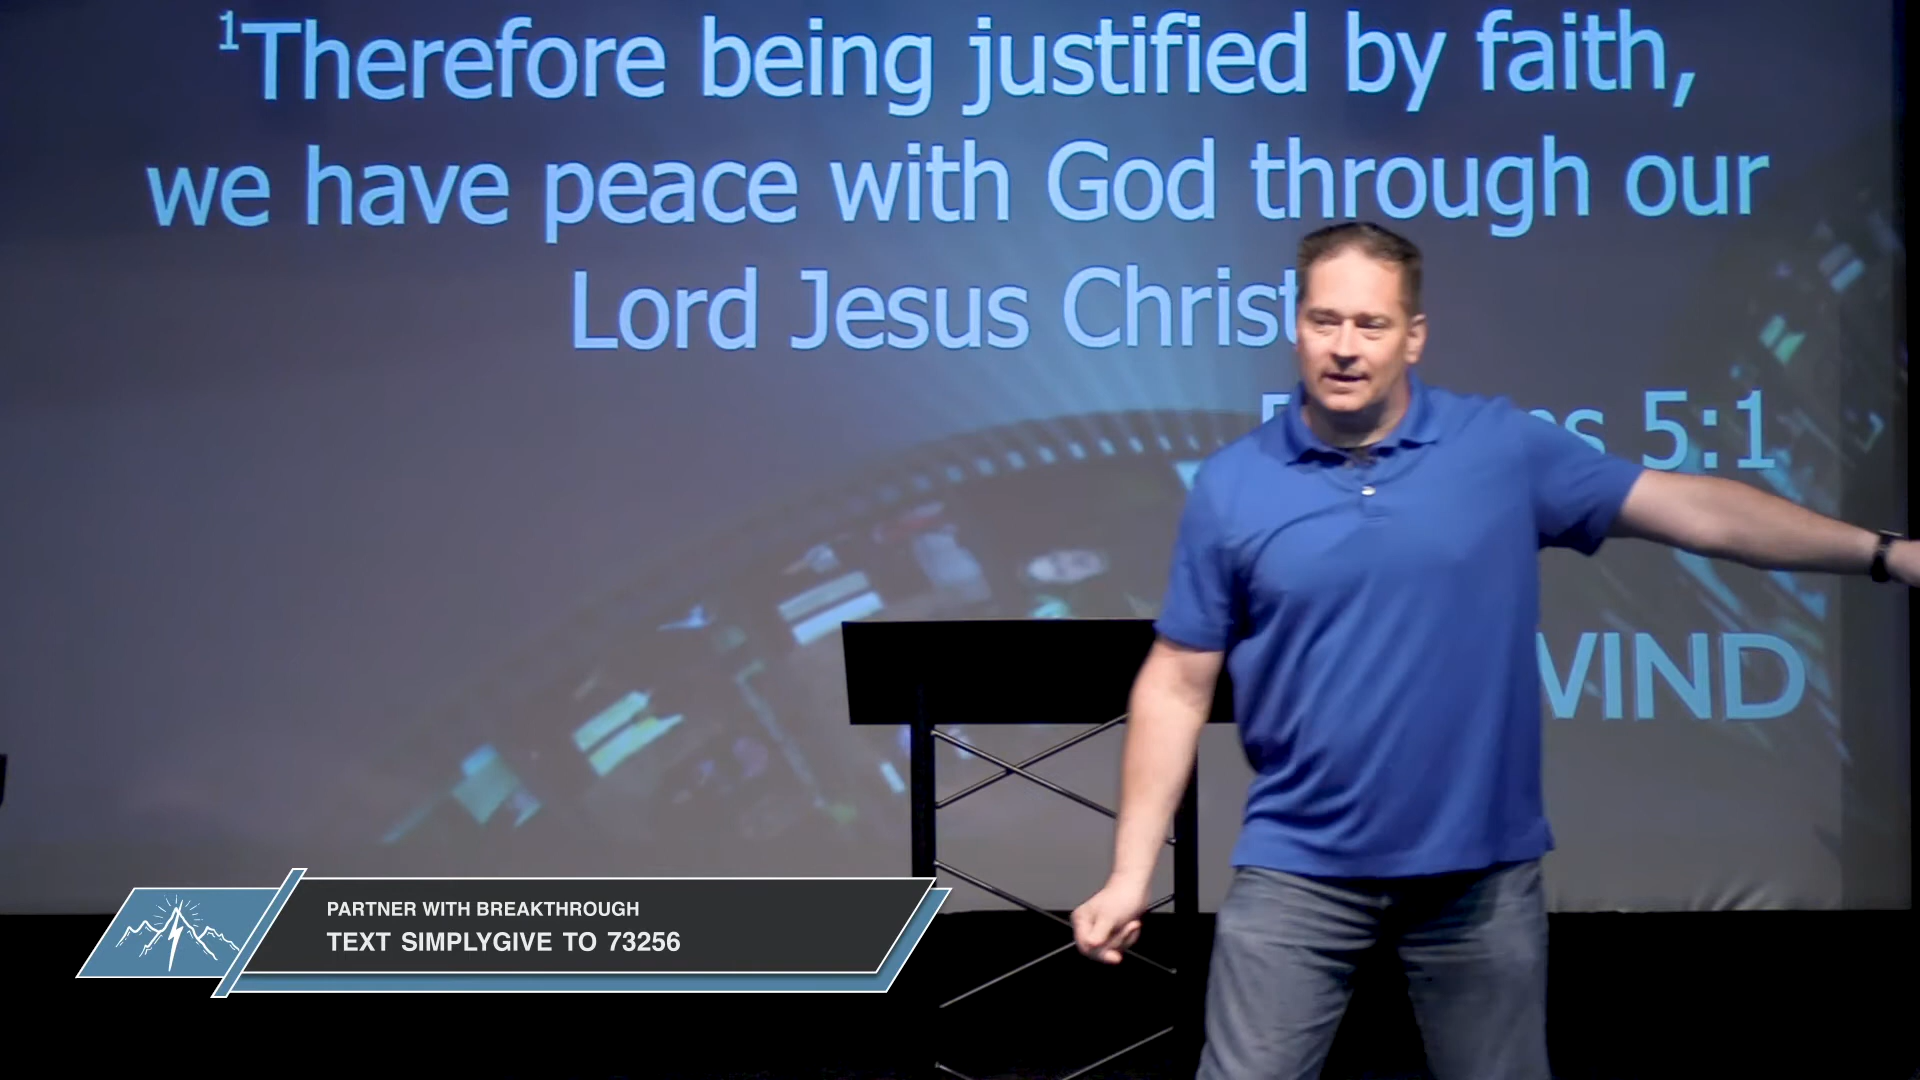 1Therefore being justified by faith,
we have peace with God through our
Lord Jesus Christ
5:1
PARTNER WITH BREAKTHROUGH
TEXT SIMPLYGIVE TO 73256